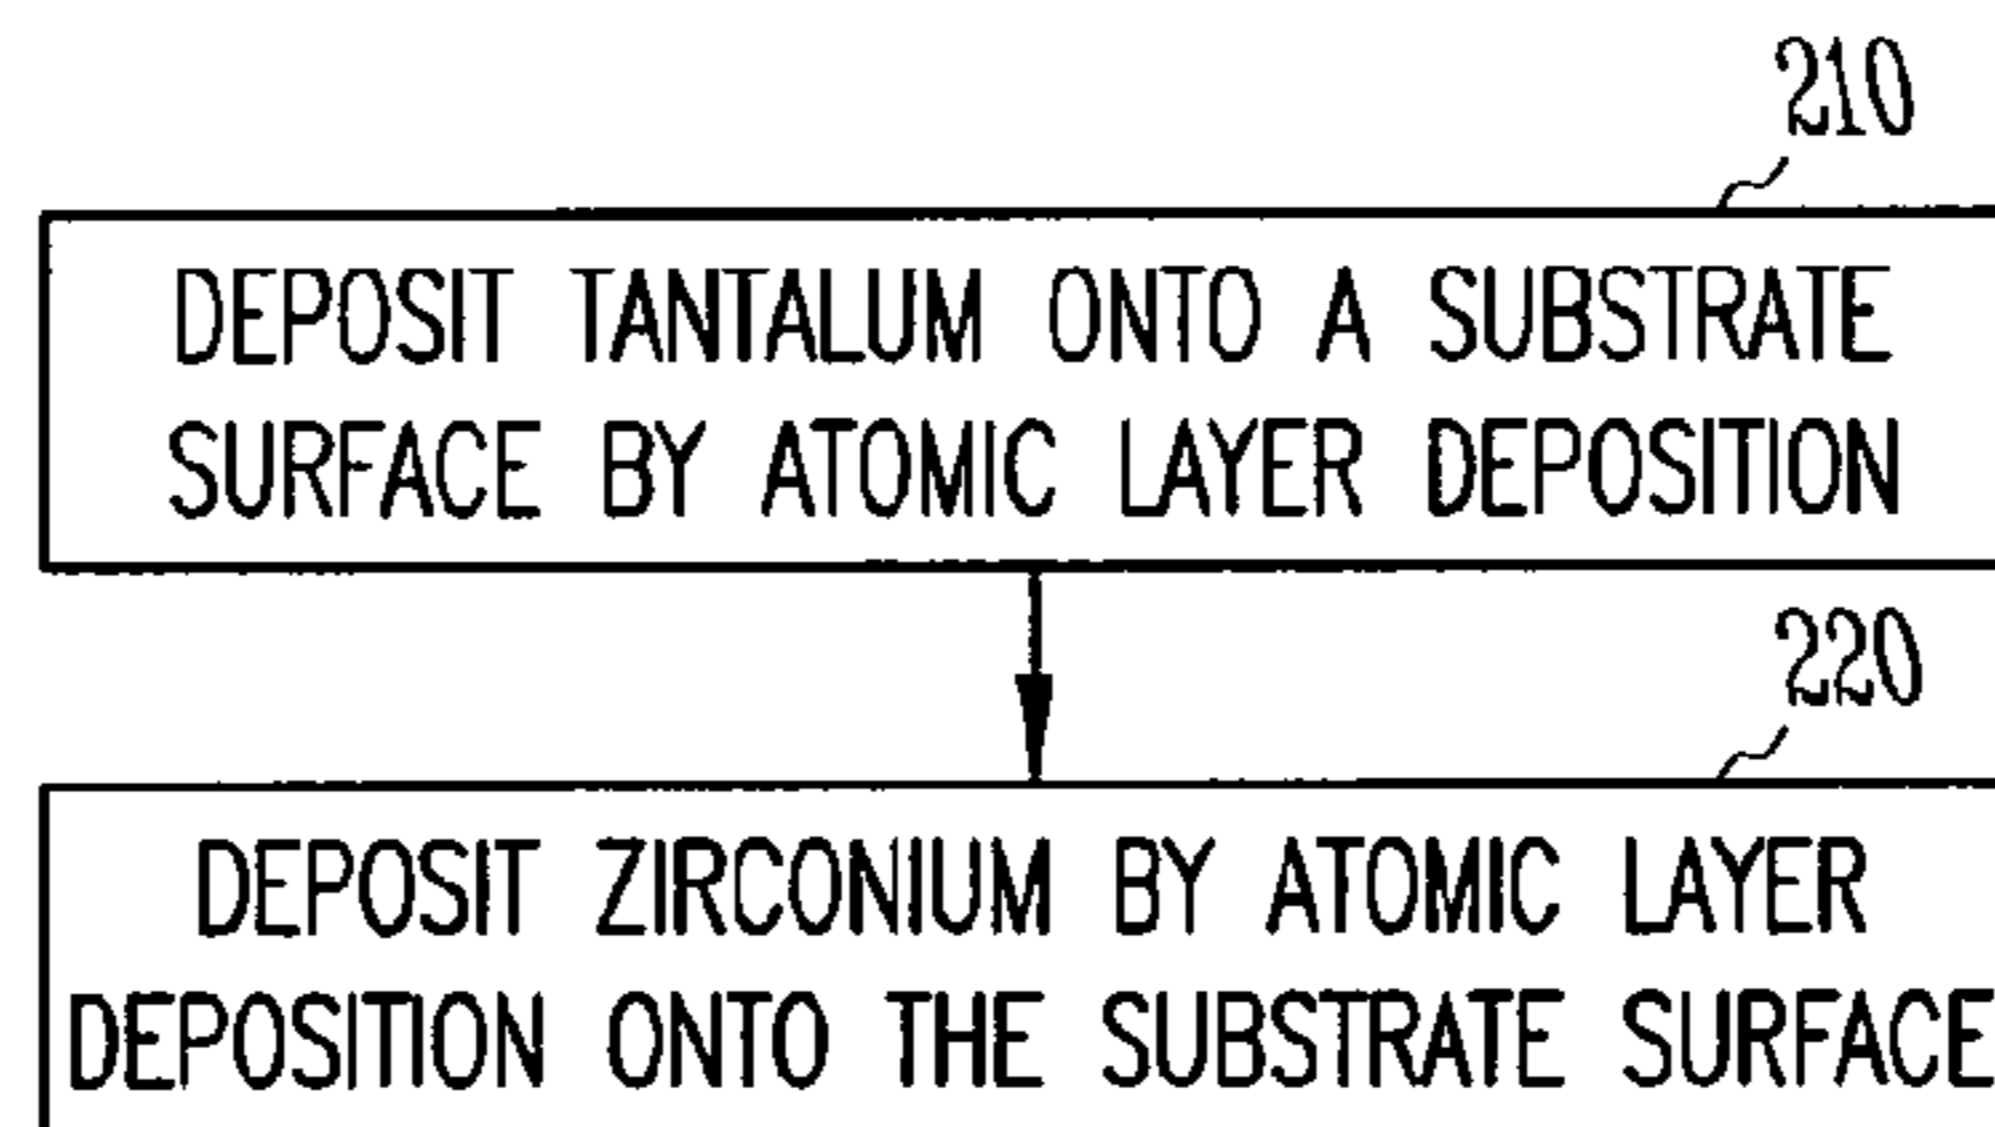 210
DEPOSIT TANTALUM ONTO A SUBSTRATE
SURFACE BY ATOMIC LAYER DEPOSITION
220
DEPOSIT ZIRCONIUM BY ATOMIC LAYER
DEPOSITION ONTO THE SUBSTRATE SURFACE